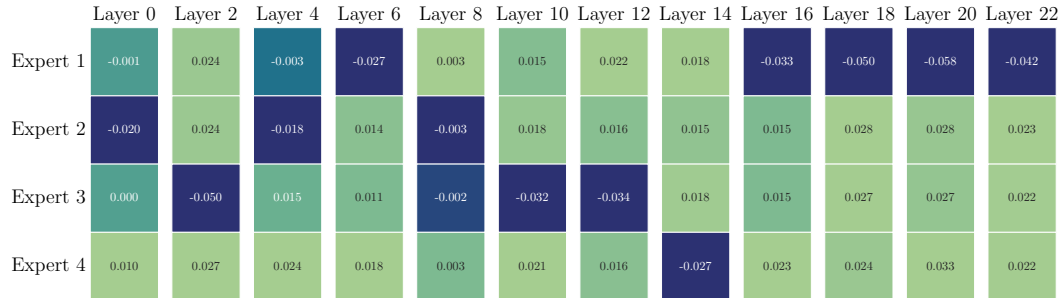 Layer 0 Layer 2 Layer 4 Layer 6 Layer 8 Layer 10 Layer 12 Layer 14 Layer 16 Layer 18 Layer 20 Layer 22
Expert 1 -0.001 0.024 -0.003 -0.027 0.003 0.015 0.022 0.018 -0.033 -0.050 -0.058 -0.042
Expert 2 -0.020 0.024 -0.018 0.014 -0.003 0.018 0.016 0.015 0.015 0.028 0.028 0.023
Expert 3 0.000 -0.050 0.015 0.011 -0.002 -0.032 -0.034 0.018 0.015 0.027 0.027 0.022
Expert 4 0.010 0.027 0.024 0.018 0.003 0.021 0.016 -0.027 0.023 0.024 0.033 0.022